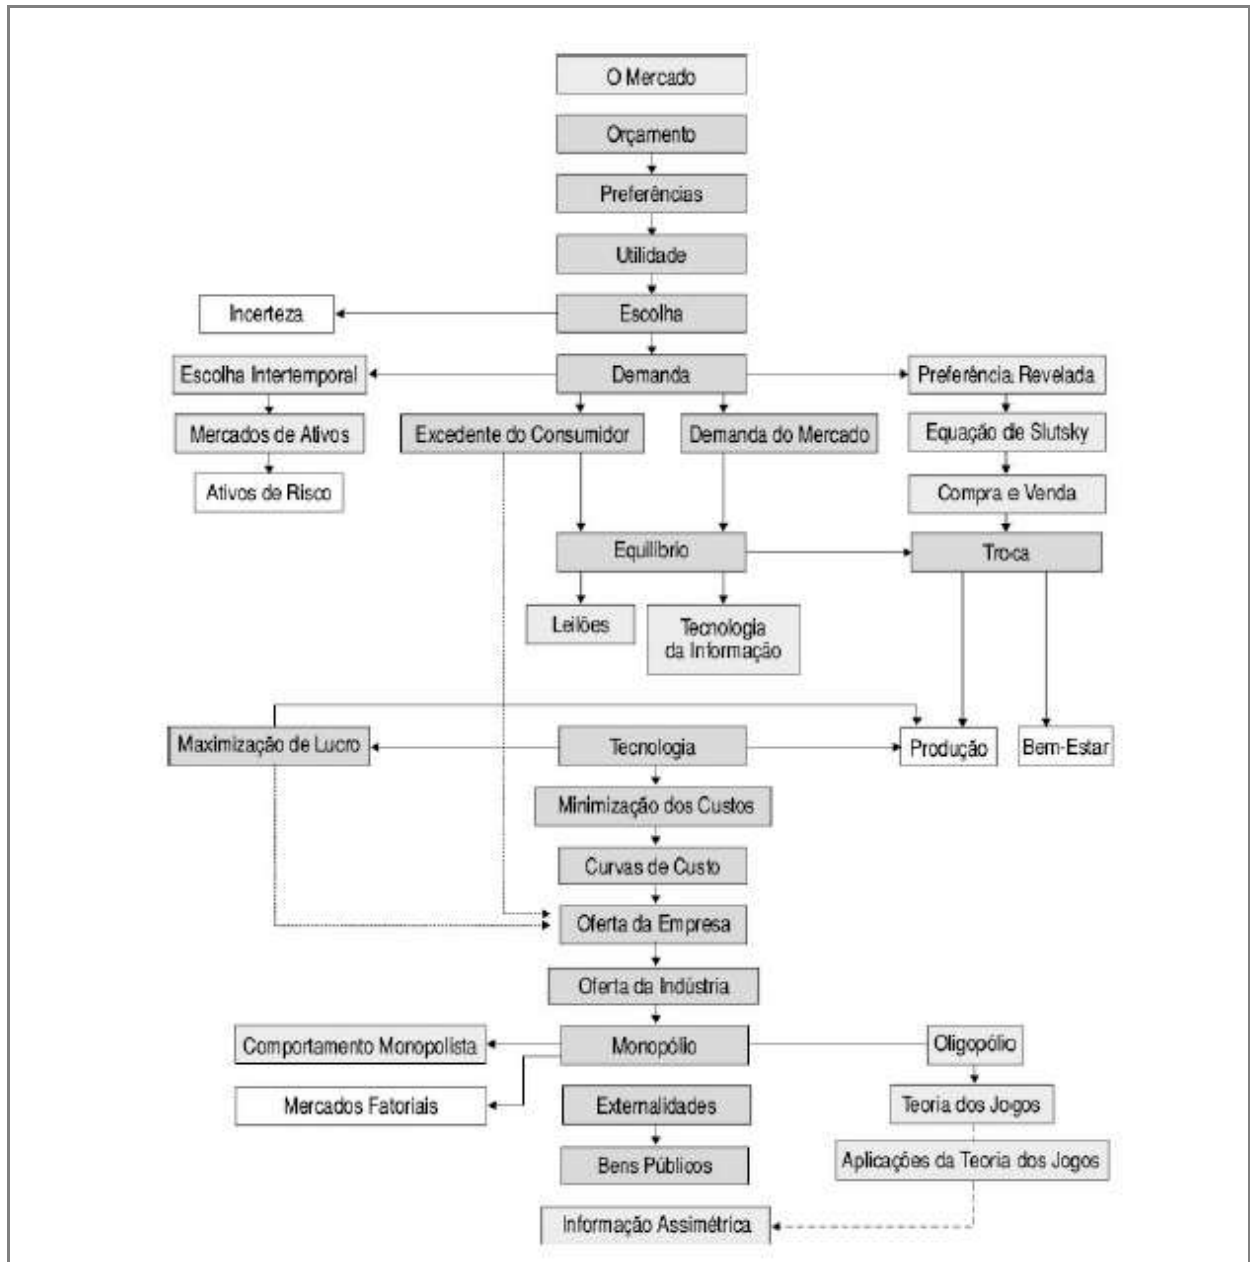 O Mercado
Orçamento
Preferências
Utilidade
Incerteza
Escolha
Escolha Intertemporal
Demanda
Preferência Revelada
Mercados de Ativos
Excedente do Consumidor
Demanda do Mercado
Equação de Slutsky
Ativos de Risco
Compra e Venda
Equilíbrio
Troca
Leilões
Tecnologia
da Informação
Maximização de Lucro
Tecnologia
Produção
Bem-Estar
Minimização dos Custos
Curvas de Custo
Oferta da Empresa
Oferta da Indústria
Comportamento Monopolista
Monopólio
Oligopólio
Mercados Fatoriais
Externalidades
Teoria dos Jogos
Bens Públicos
Aplicações da Teoria dos Jogos
Informação Assimétrica